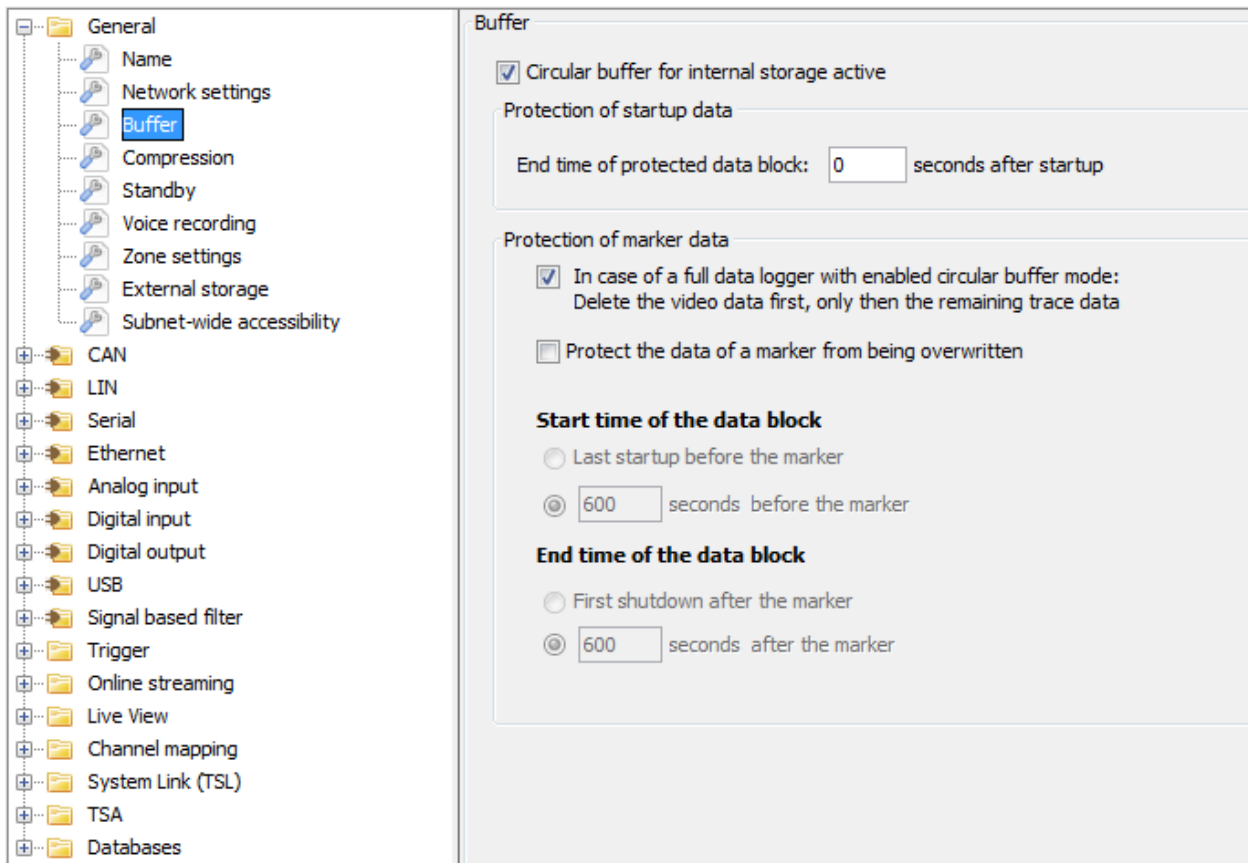 General
Name
Network settings
Buffer
Compression
Standby
Voice recording
Zone settings
External storage
Subnet-wide accessibility
CAN
LIN
Serial
Ethernet
Analog input
Digital input
Digital output
USB
Signal based filter
Trigger
Online streaming
Live View
Channel mapping
System Link (TSL)
TSA
Databases
Buffer
Circular buffer for internal storage active
Protection of startup data
End time of protected data block: 0 seconds after startup
Protection of marker data
In case of a full data logger with enabled circular buffer mode:
Delete the video data first, only then the remaining trace data
Protect the data of a marker from being overwritten
Start time of the data block
Last startup before the marker
600 seconds before the marker
End time of the data block
First shutdown after the marker
600 seconds after the marker